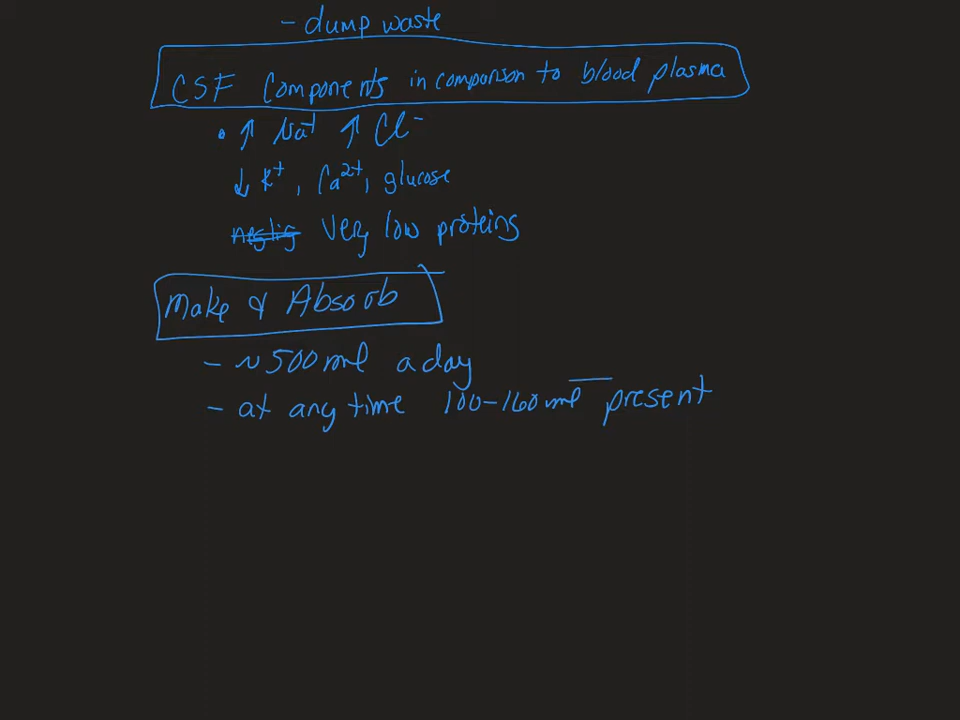 - dump waste
CSF Components in comparison to blood plasma
• ↑ Na+ ↑ Cl-
↓ K+, Ca2+, glucose
neglig Very low proteins
Make & Absorb
- ~500ml a day
- at any time 100-160ml present